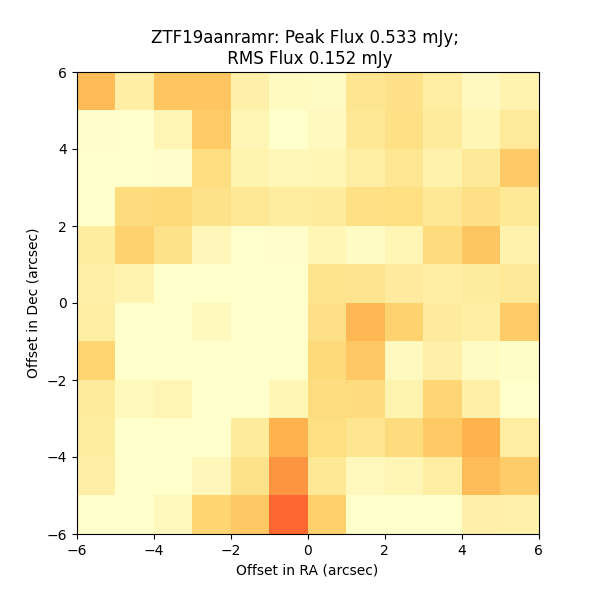 ZTF19aanramr: Peak Flux 0.533 mJy;
RMS Flux 0.152 mJy
6
4
2
0
−2
−4
−6
Offset in Dec (arcsec)
−6 −4 −2 0 2 4 6
Offset in RA (arcsec)